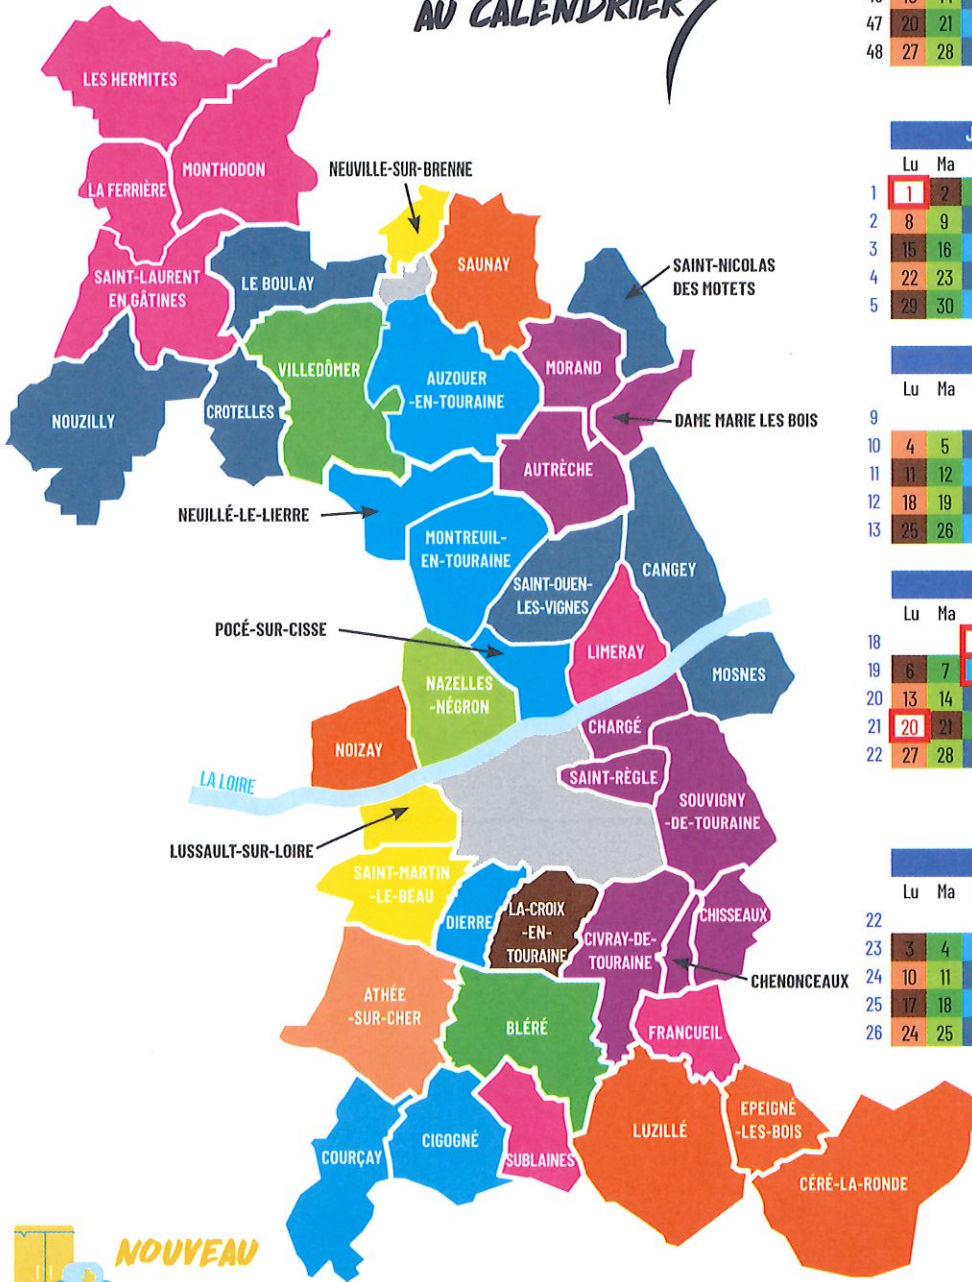 AU CALENDRIER
LES HERMITES
MONTHODON
LA FERRIÈRE
NEUVILLE-SUR-BRENNE
SAINT-LAURENT
EN GÂTINES
LE BOULAY
SAUNAY
SAINT-NICOLAS
DES MOTETS
VILLEDÔMER
AUZOUER
-EN-TOURAINE
MORAND
NOUZILLY
CROTELLES
DAME MARIE LES BOIS
AUTRÈCHE
NEUILLÉ-LE-LIERRE
MONTREUIL-
EN-TOURAINE
SAINT-OUEN-
LES-VIGNES
CANGEY
POCÉ-SUR-CISSE
LIMERAY
MOSNES
NAZELLES
-NÉGRON
CHARGÉ
NOIZAY
LA LOIRE
SAINT-RÈGLE
SOUVIGNY
-DE-TOURAINE
LUSSAULT-SUR-LOIRE
SAINT-MARTIN
-LE-BEAU
DIERRE
LA-CROIX
-EN-
TOURAINE
CIVRAY-DE-
TOURAINE
CHISSEAUX
CHENONCEAUX
ATHÉE
-SUR-CHER
BLÉRÉ
FRANCUEIL
COURÇAY
CIGOGNÉ
SUBLAINES
LUZILLÉ
EPEIGNÉ
-LES-BOIS
CÉRÉ-LA-RONDE
NOUVEAU
47 20 21
48 27 28
J
Lu Ma
1 1 2
2 8 9
3 15 16
4 22 23
5 29 30
Lu Ma
9
10 4 5
11 11 12
12 18 19
13 25 26
Lu Ma
18
19 6 7
20 13 14
21 20 21
22 27 28
Lu Ma
22
23 3 4
24 10 11
25 17 18
26 24 25